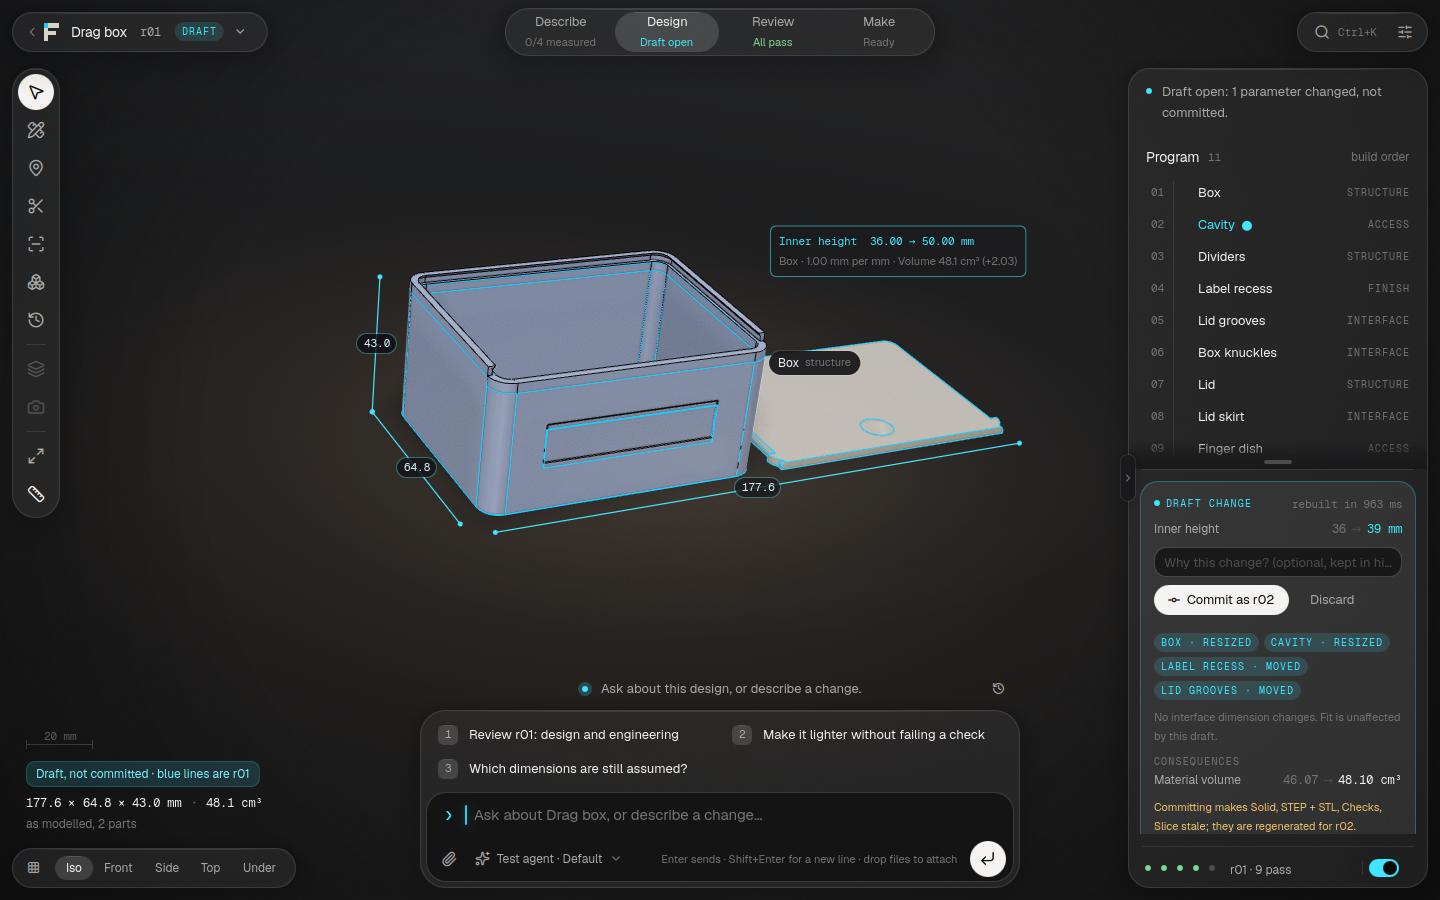 Drag box r01 DRAFT
Describe
0/4 measured
Design
Draft open
Review
All pass
Make
Ready
Ctrl+K
Draft open: 1 parameter changed, not
committed.
Program 11 build order
01 Box STRUCTURE
02 Cavity ACCESS
03 Dividers STRUCTURE
04 Label recess FINISH
05 Lid grooves INTERFACE
06 Box knuckles INTERFACE
07 Lid STRUCTURE
08 Lid skirt INTERFACE
09 Finger dish ACCESS
Inner height 36.00 → 50.00 mm
Box · 1.00 mm per mm · Volume 48.1 cm³ (+2.03)
43.0
Box structure
64.8
177.6
DRAFT CHANGE rebuilt in 963 ms
Inner height 36 → 39 mm
Why this change? (optional, kept in hi…
Commit as r02 Discard
BOX · RESIZED CAVITY · RESIZED
LABEL RECESS · MOVED
LID GROOVES · MOVED
No interface dimension changes. Fit is unaffected
by this draft.
CONSEQUENCES
Material volume 46.07 → 48.10 cm³
Committing makes Solid, STEP + STL, Checks,
Slice stale; they are regenerated for r02.
r01 · 9 pass
Ask about this design, or describe a change.
1 Review r01: design and engineering
2 Make it lighter without failing a check
3 Which dimensions are still assumed?
Ask about Drag box, or describe a change…
Test agent · Default
Enter sends · Shift+Enter for a new line · drop files to attach
20 mm
Draft, not committed · blue lines are r01
177.6 × 64.8 × 43.0 mm · 48.1 cm³
as modelled, 2 parts
Iso Front Side Top Under